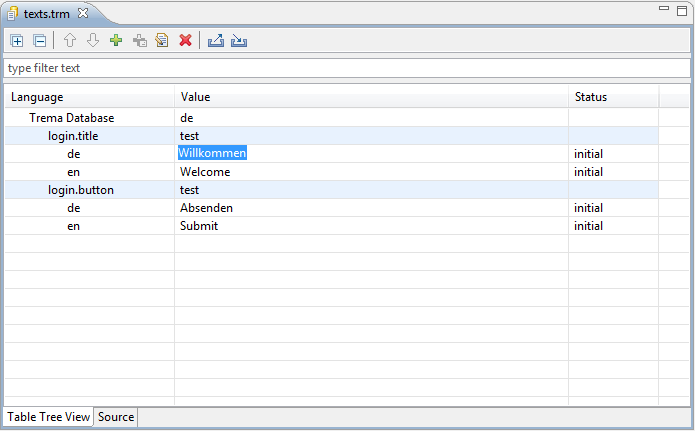 texts.trm
type filter text
Language Value Status
Trema Database de
login.title test
de Willkommen initial
en Welcome initial
login.button test
de Absenden initial
en Submit initial
Table Tree View Source